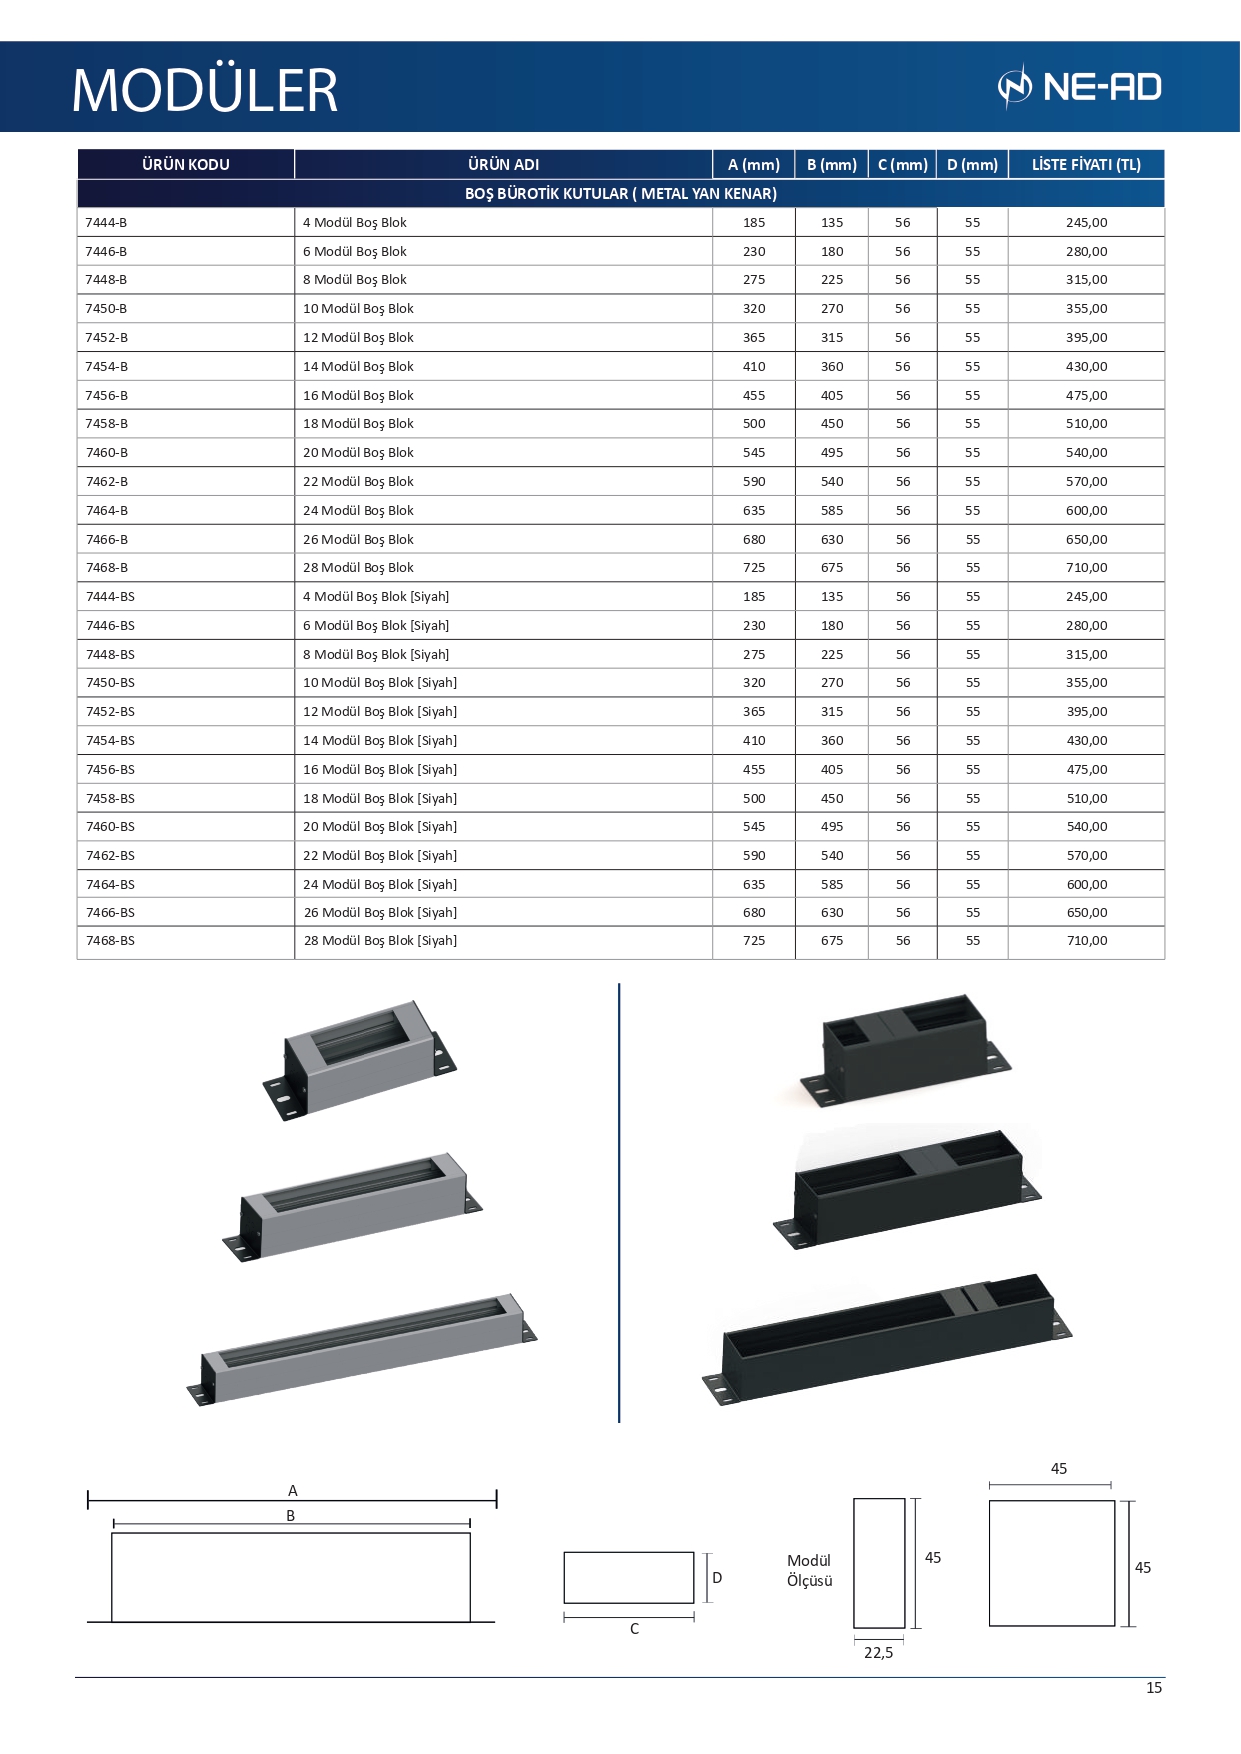 MODÜLER
NE-AD
ÜRÜN KODU ÜRÜN ADI A (mm) B (mm) C (mm) D (mm) LİSTE FİYATI (TL)
BOŞ BÜROTİK KUTULAR ( METAL YAN KENAR)
7444-B 4 Modül Boş Blok 185 135 56 55 245,00
7446-B 6 Modül Boş Blok 230 180 56 55 280,00
7448-B 8 Modül Boş Blok 275 225 56 55 315,00
7450-B 10 Modül Boş Blok 320 270 56 55 355,00
7452-B 12 Modül Boş Blok 365 315 56 55 395,00
7454-B 14 Modül Boş Blok 410 360 56 55 430,00
7456-B 16 Modül Boş Blok 455 405 56 55 475,00
7458-B 18 Modül Boş Blok 500 450 56 55 510,00
7460-B 20 Modül Boş Blok 545 495 56 55 540,00
7462-B 22 Modül Boş Blok 590 540 56 55 570,00
7464-B 24 Modül Boş Blok 635 585 56 55 600,00
7466-B 26 Modül Boş Blok 680 630 56 55 650,00
7468-B 28 Modül Boş Blok 725 675 56 55 710,00
7444-BS 4 Modül Boş Blok [Siyah] 185 135 56 55 245,00
7446-BS 6 Modül Boş Blok [Siyah] 230 180 56 55 280,00
7448-BS 8 Modül Boş Blok [Siyah] 275 225 56 55 315,00
7450-BS 10 Modül Boş Blok [Siyah] 320 270 56 55 355,00
7452-BS 12 Modül Boş Blok [Siyah] 365 315 56 55 395,00
7454-BS 14 Modül Boş Blok [Siyah] 410 360 56 55 430,00
7456-BS 16 Modül Boş Blok [Siyah] 455 405 56 55 475,00
7458-BS 18 Modül Boş Blok [Siyah] 500 450 56 55 510,00
7460-BS 20 Modül Boş Blok [Siyah] 545 495 56 55 540,00
7462-BS 22 Modül Boş Blok [Siyah] 590 540 56 55 570,00
7464-BS 24 Modül Boş Blok [Siyah] 635 585 56 55 600,00
7466-BS 26 Modül Boş Blok [Siyah] 680 630 56 55 650,00
7468-BS 28 Modül Boş Blok [Siyah] 725 675 56 55 710,00
A
B
D
C
Modül
Ölçüsü
45
22,5
45
45
15